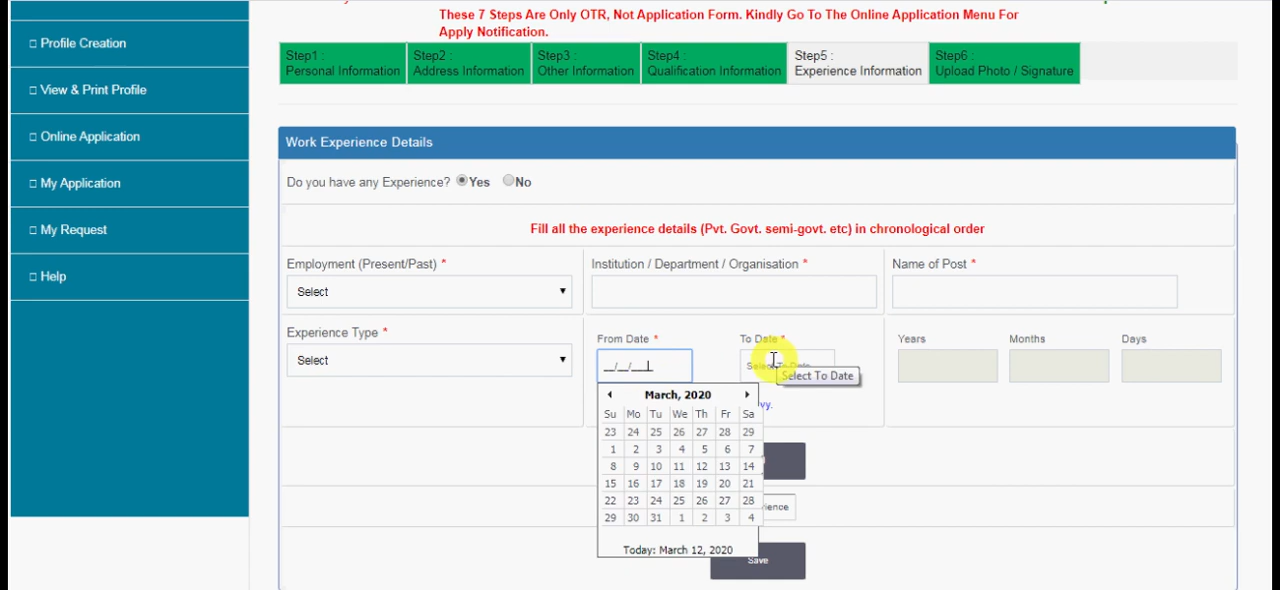 These 7 Steps Are Only OTR, Not Application Form. Kindly Go To The Online Application Menu For
Apply Notification.
Profile Creation
View & Print Profile
Online Application
My Application
My Request
Help
Step1 :
Personal Information
Step2 :
Address Information
Step3 :
Other Information
Step4 :
Qualification Information
Step5 :
Experience Information
Step6 :
Upload Photo / Signature
Work Experience Details
Do you have any Experience? Yes No
Fill all the experience details (Pvt. Govt. semi-govt. etc) in chronological order
Employment (Present/Past) *
Select
Institution / Department / Organisation *
Name of Post *
Experience Type *
Select
From Date *
__/__/____
To Date *
Select To Date
Select To Date
Years
Months
Days
March, 2020
Su Mo Tu We Th Fr Sa
23 24 25 26 27 28 29
1 2 3 4 5 6 7
8 9 10 11 12 13 14
15 16 17 18 19 20 21
22 23 24 25 26 27 28
29 30 31 1 2 3 4
Today: March 12, 2020
Save